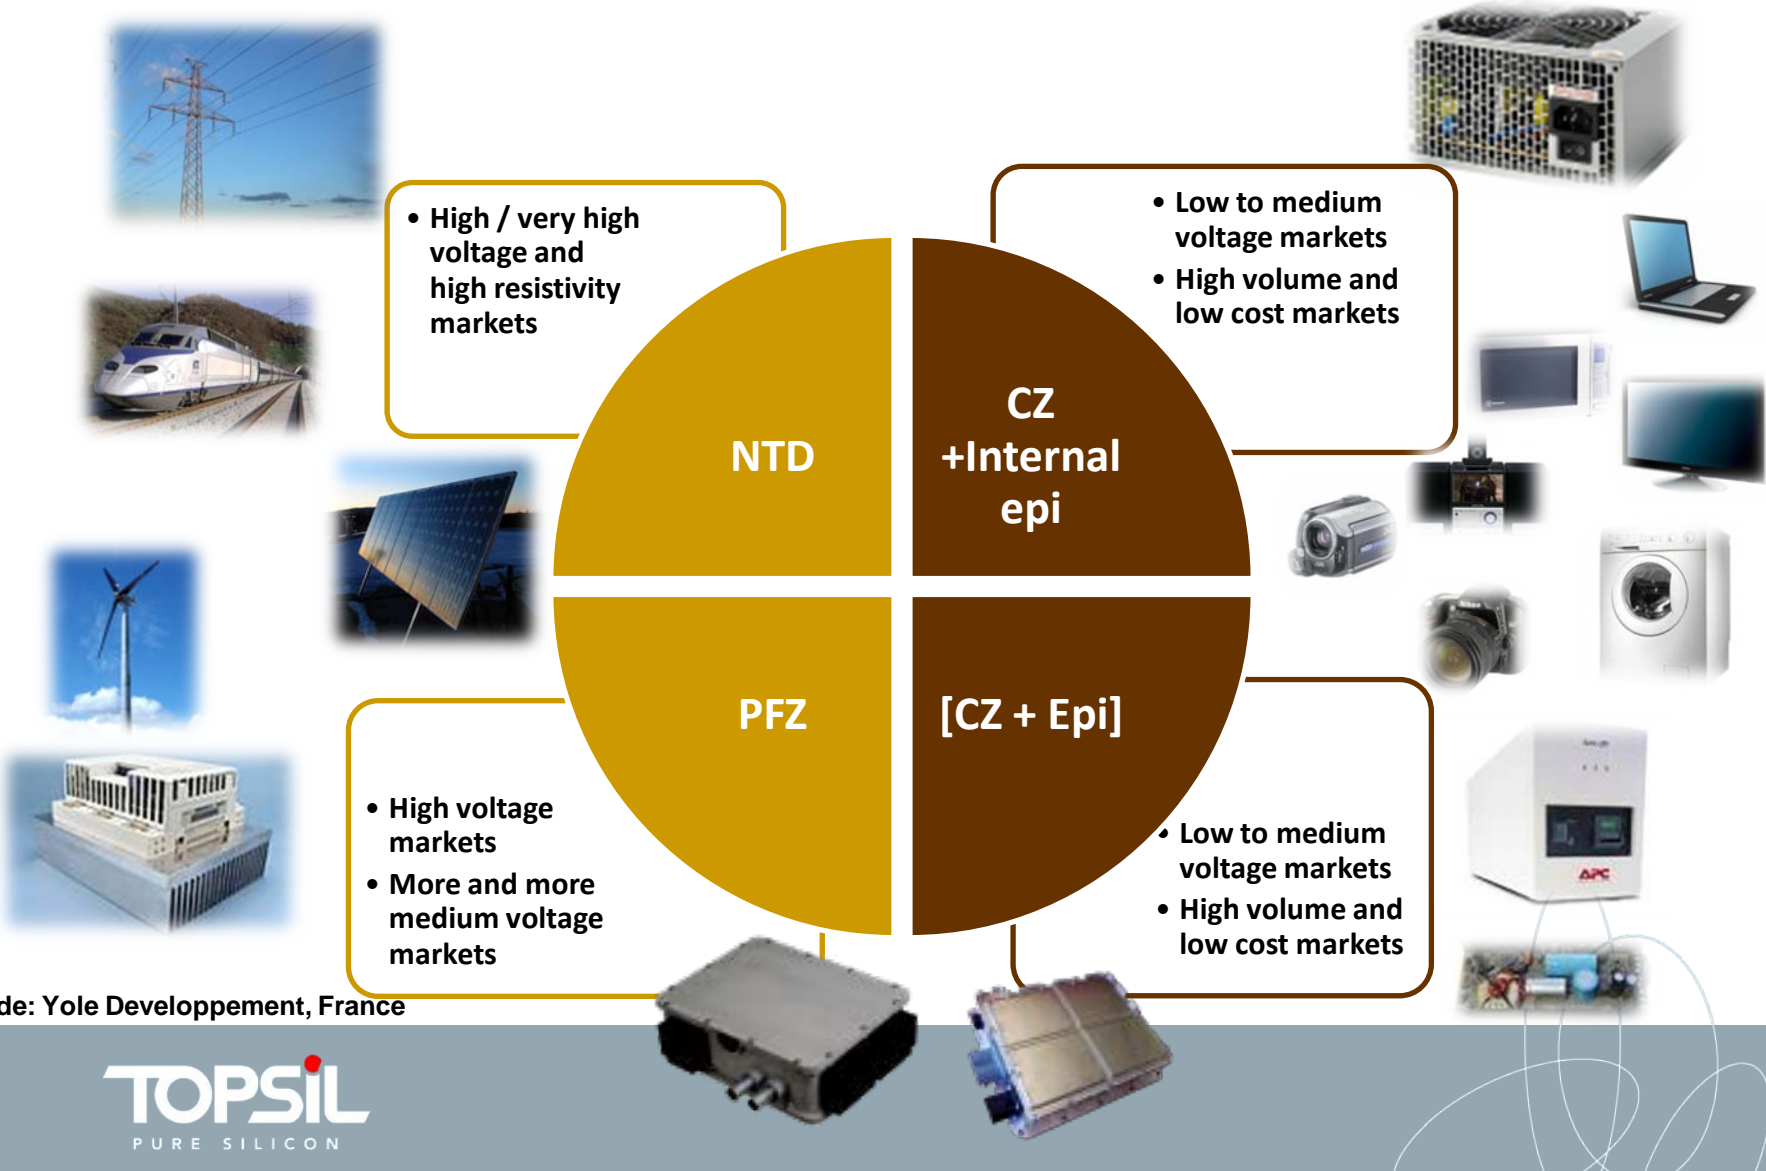 • High / very high
voltage and
high resistivity
markets
• Low to medium
voltage markets
• High volume and
low cost markets
NTD
CZ
+Internal
epi
PFZ
[CZ + Epi]
• High voltage
markets
• More and more
medium voltage
markets
• Low to medium
voltage markets
• High volume and
low cost markets
APC
de: Yole Developpement, France
TOPSIL
PURE SILICON